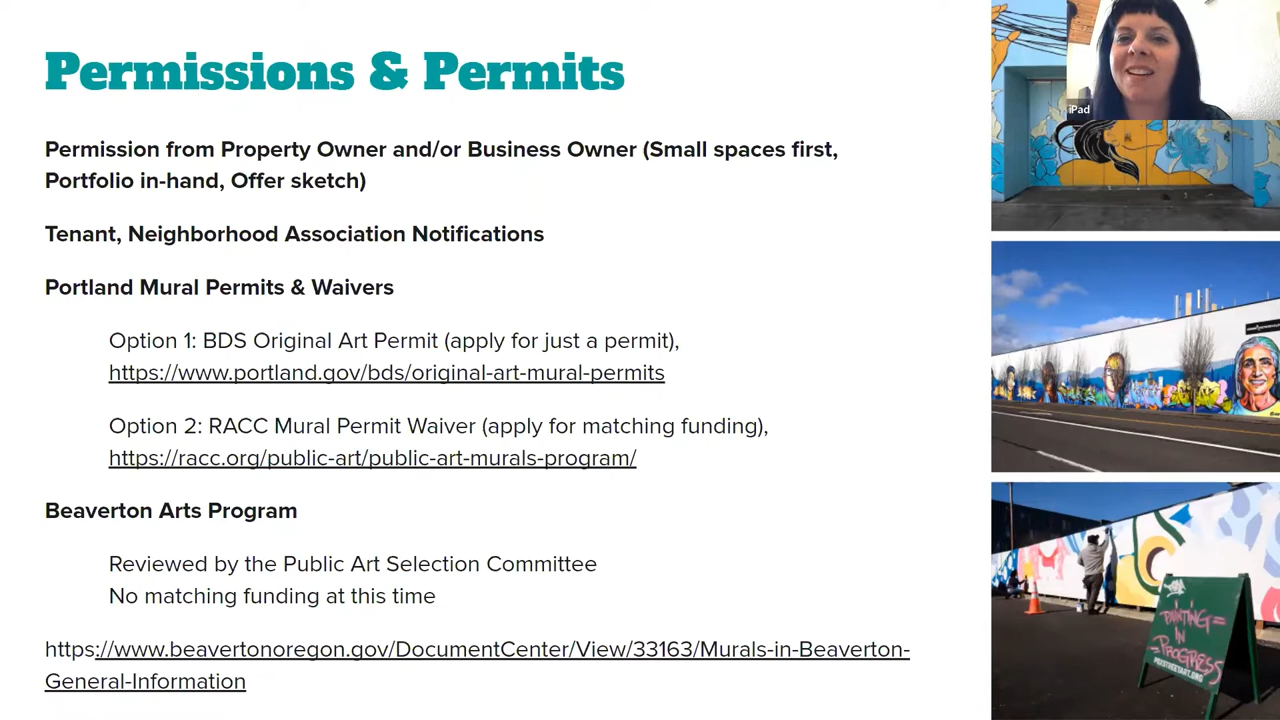 Permissions & Permits
iPad
Permission from Property Owner and/or Business Owner (Small spaces first,
Portfolio in-hand, Offer sketch)
Tenant, Neighborhood Association Notifications
Portland Mural Permits & Waivers
Option 1: BDS Original Art Permit (apply for just a permit),
https://www.portland.gov/bds/original-art-mural-permits
Option 2: RACC Mural Permit Waiver (apply for matching funding),
https://racc.org/public-art/public-art-murals-program/
Beaverton Arts Program
Reviewed by the Public Art Selection Committee
No matching funding at this time
https://www.beavertonoregon.gov/DocumentCenter/View/33163/Murals-in-Beaverton-
General-Information
PAINTING
IN
PROGRESS